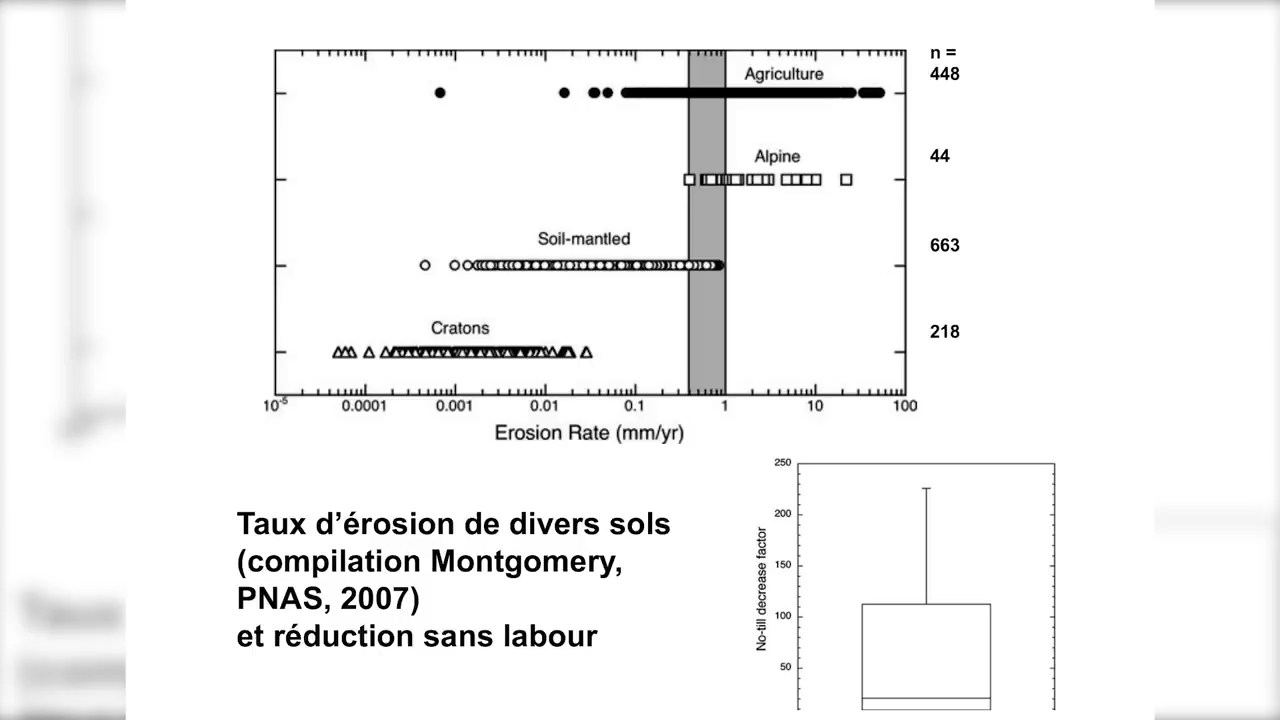 n =
Agriculture 448
Alpine 44
Soil-mantled 663
Cratons 218
10-5 0.0001 0.001 0.01 0.1 1 10 100
Erosion Rate (mm/yr)
Taux d’érosion de divers sols
(compilation Montgomery,
PNAS, 2007)
et réduction sans labour
250
200
150
100
50
No-till decrease factor